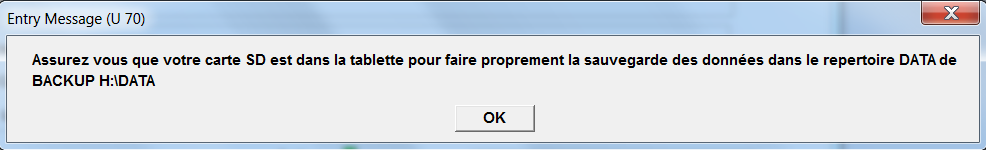 Entry Message (U 70)
Assurez vous que votre carte SD est dans la tablette pour faire proprement la sauvegarde des données dans le repertoire DATA de
BACKUP H:\DATA
OK